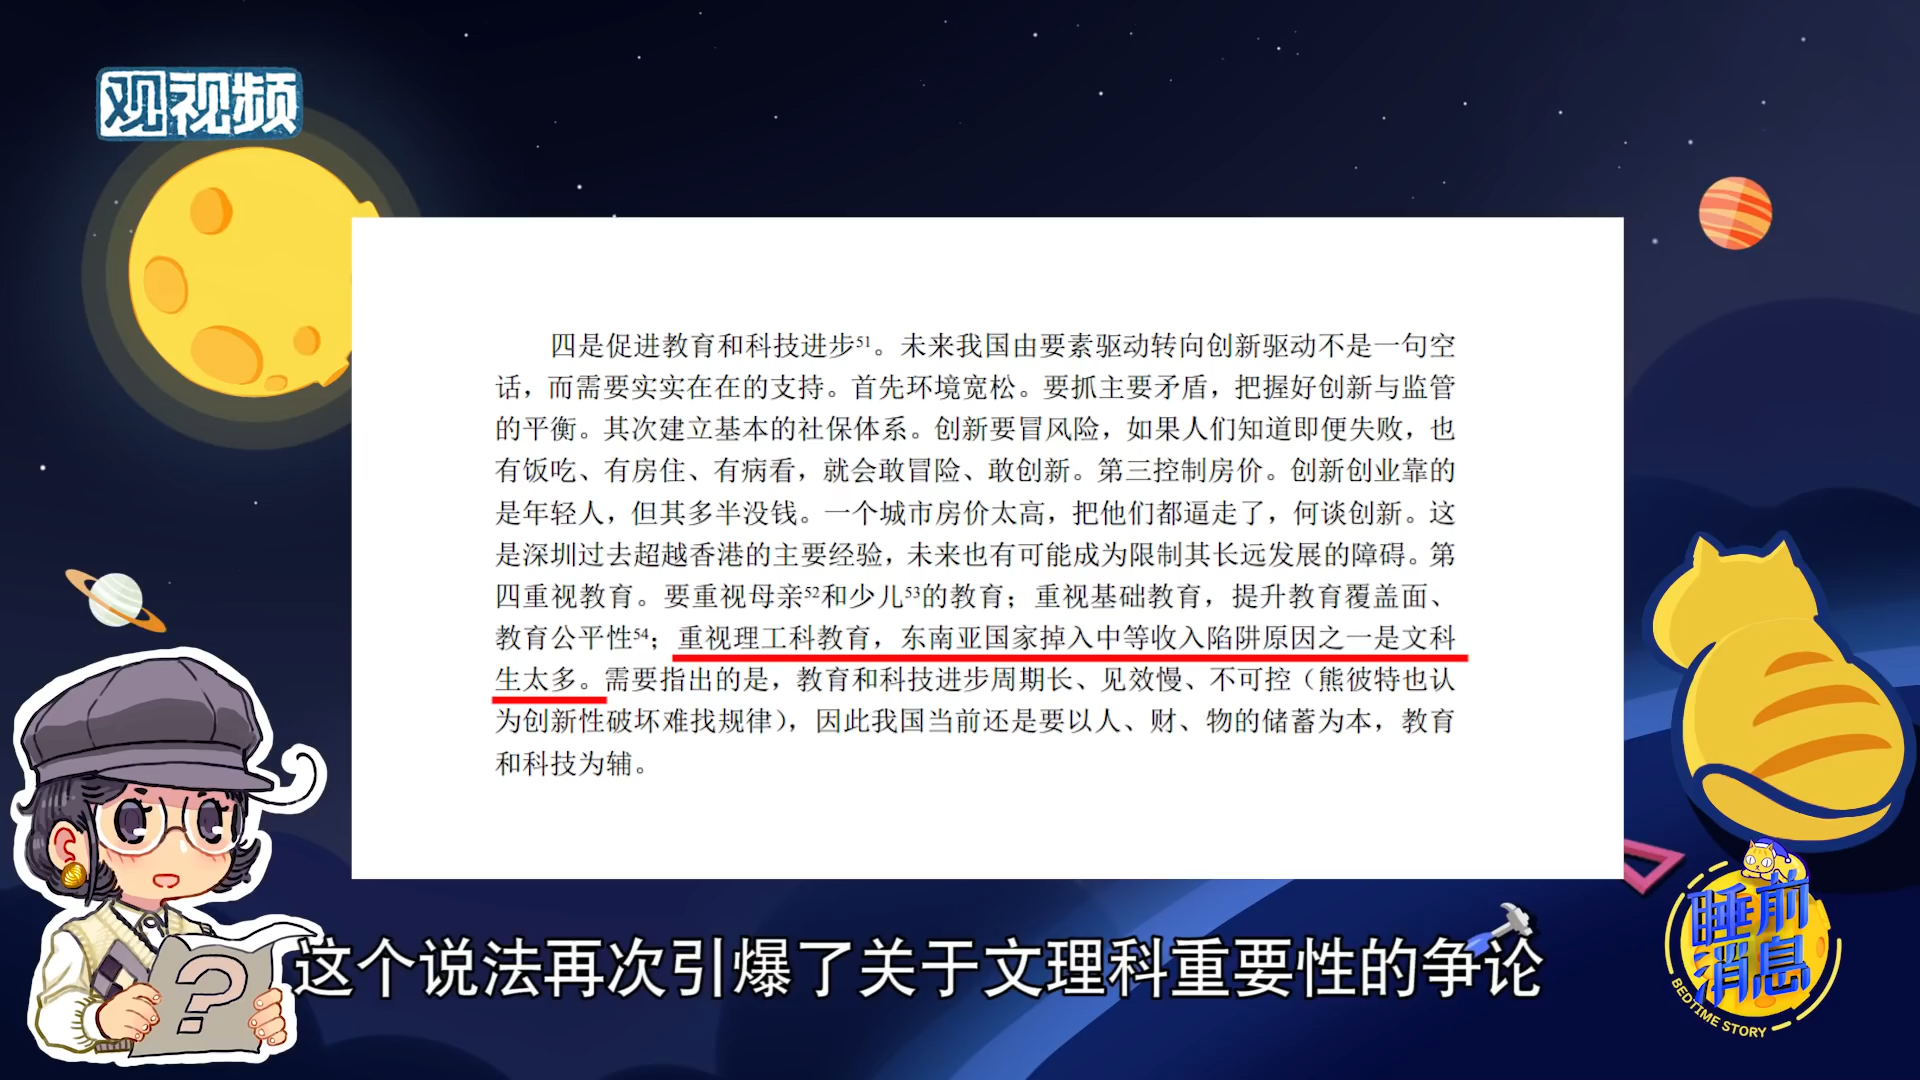 观视频
四是促进教育和科技进步⁵¹。未来我国由要素驱动转向创新驱动不是一句空
话，而需要实实在在的支持。首先环境宽松。要抓主要矛盾，把握好创新与监管
的平衡。其次建立基本的社保体系。创新要冒风险，如果人们知道即便失败，也
有饭吃、有房住、有病看，就会敢冒险、敢创新。第三控制房价。创新创业靠的
是年轻人，但其多半没钱。一个城市房价太高，把他们都逼走了，何谈创新。这
是深圳过去超越香港的主要经验，未来也有可能成为限制其长远发展的障碍。第
四重视教育。要重视母亲⁵²和少儿⁵³的教育；重视基础教育，提升教育覆盖面、
教育公平性⁵⁴；重视理工科教育，东南亚国家掉入中等收入陷阱原因之一是文科
生太多。需要指出的是，教育和科技进步周期长、见效慢、不可控（熊彼特也认
为创新性破坏难找规律），因此我国当前还是要以人、财、物的储蓄为本，教育
和科技为辅。
?
这个说法再次引爆了关于文理科重要性的争论
睡前
消息
BEDTIME STORY